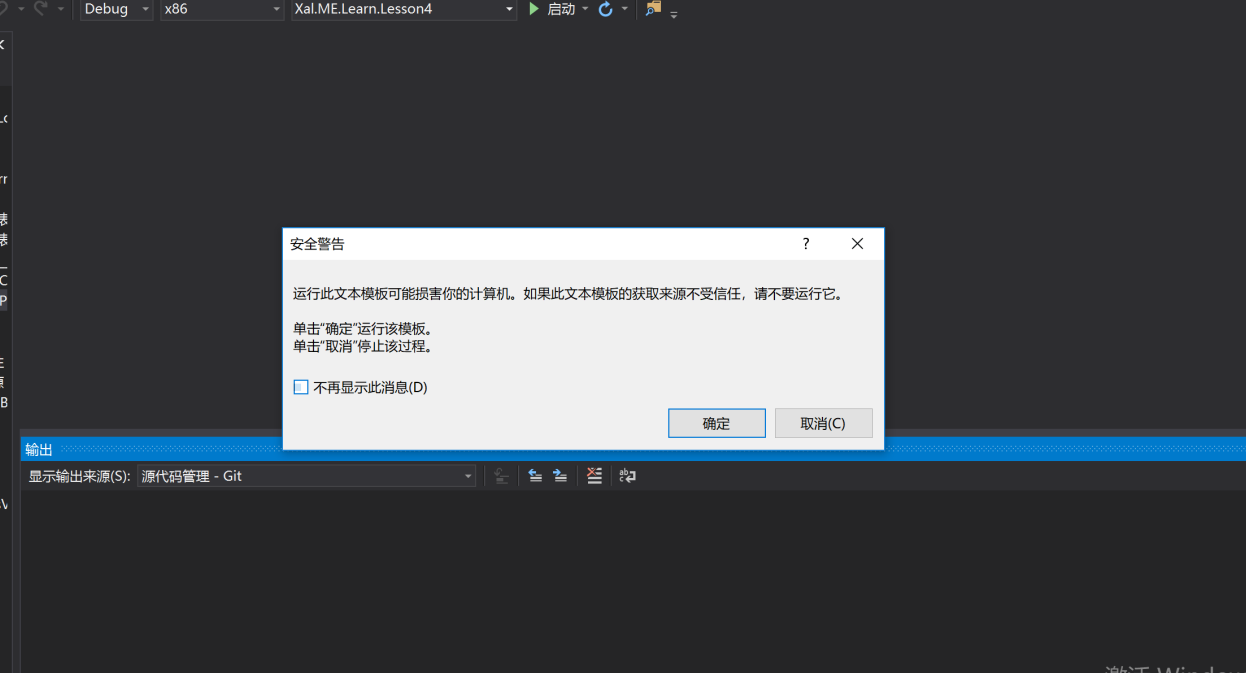 Debug x86 Xal.ME.Learn.Lesson4 启动
安全警告 ?
运行此文本模板可能损害你的计算机。如果此文本模板的获取来源不受信任，请不要运行它。
单击"确定"运行该模板。
单击"取消"停止该过程。
不再显示此消息(D)
确定 取消(C)
输出
显示输出来源(S): 源代码管理 - Git